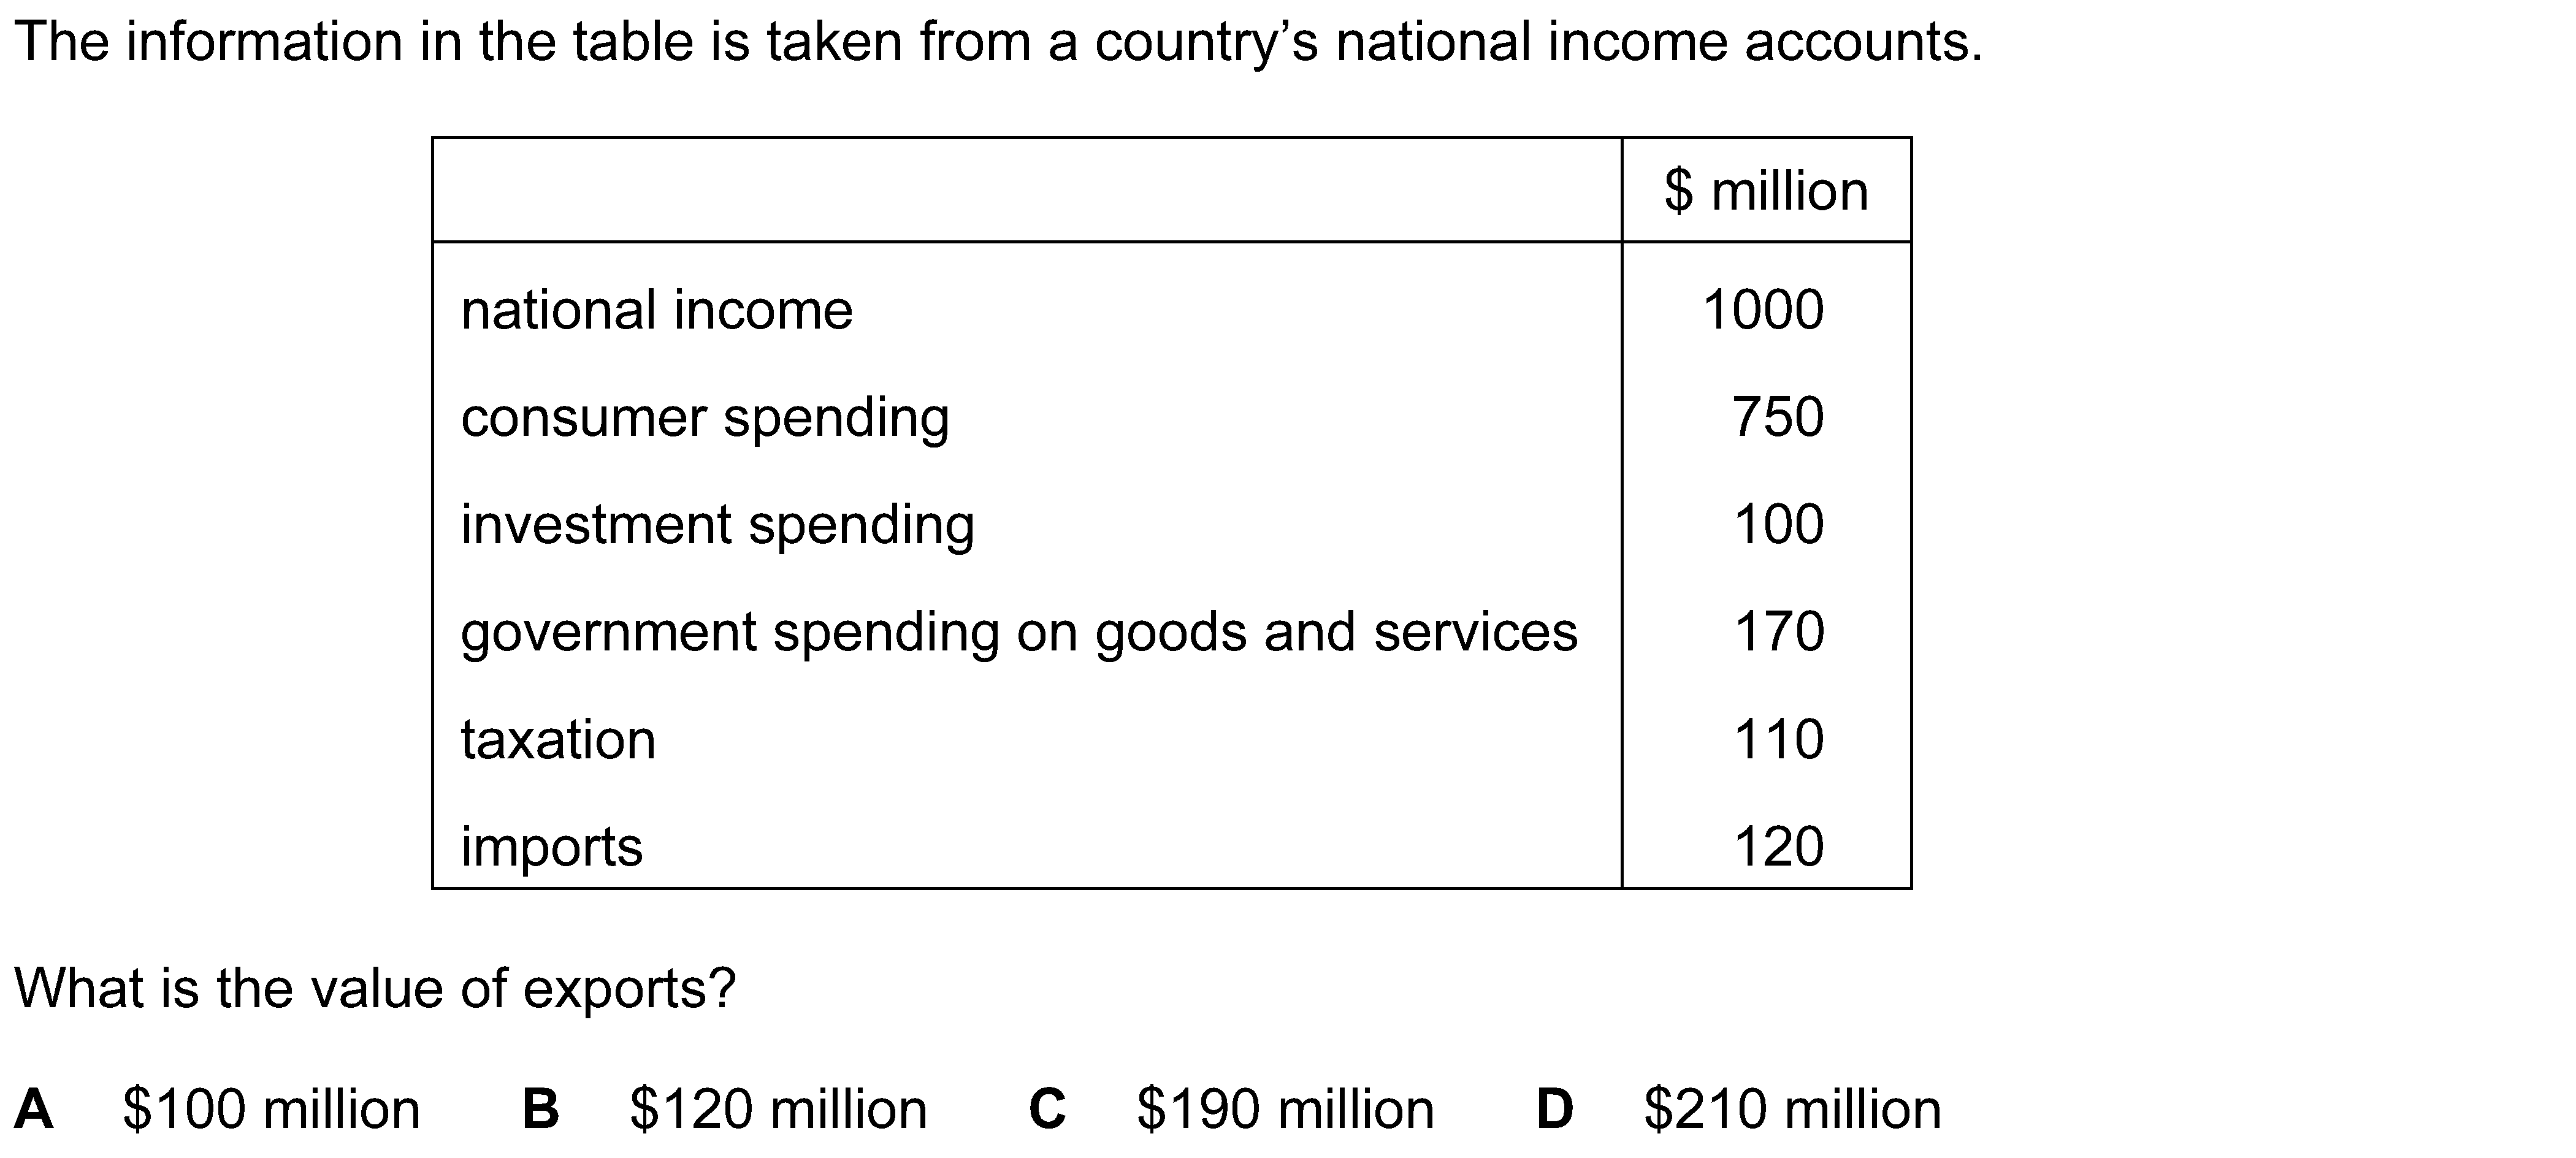 The information in the table is taken from a country’s national income accounts.
$ million
national income 1000
consumer spending 750
investment spending 100
government spending on goods and services 170
taxation 110
imports 120
What is the value of exports?
A $100 million B $120 million C $190 million D $210 million